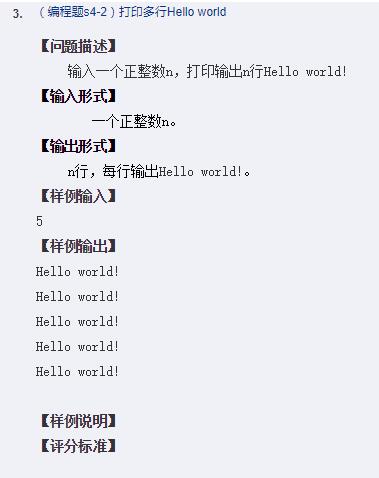 3. （编程题s4-2）打印多行Hello world
【问题描述】
输入一个正整数n，打印输出n行Hello world!
【输入形式】
一个正整数n。
【输出形式】
n行，每行输出Hello world!。
【样例输入】
5
【样例输出】
Hello world!
Hello world!
Hello world!
Hello world!
Hello world!
【样例说明】
【评分标准】